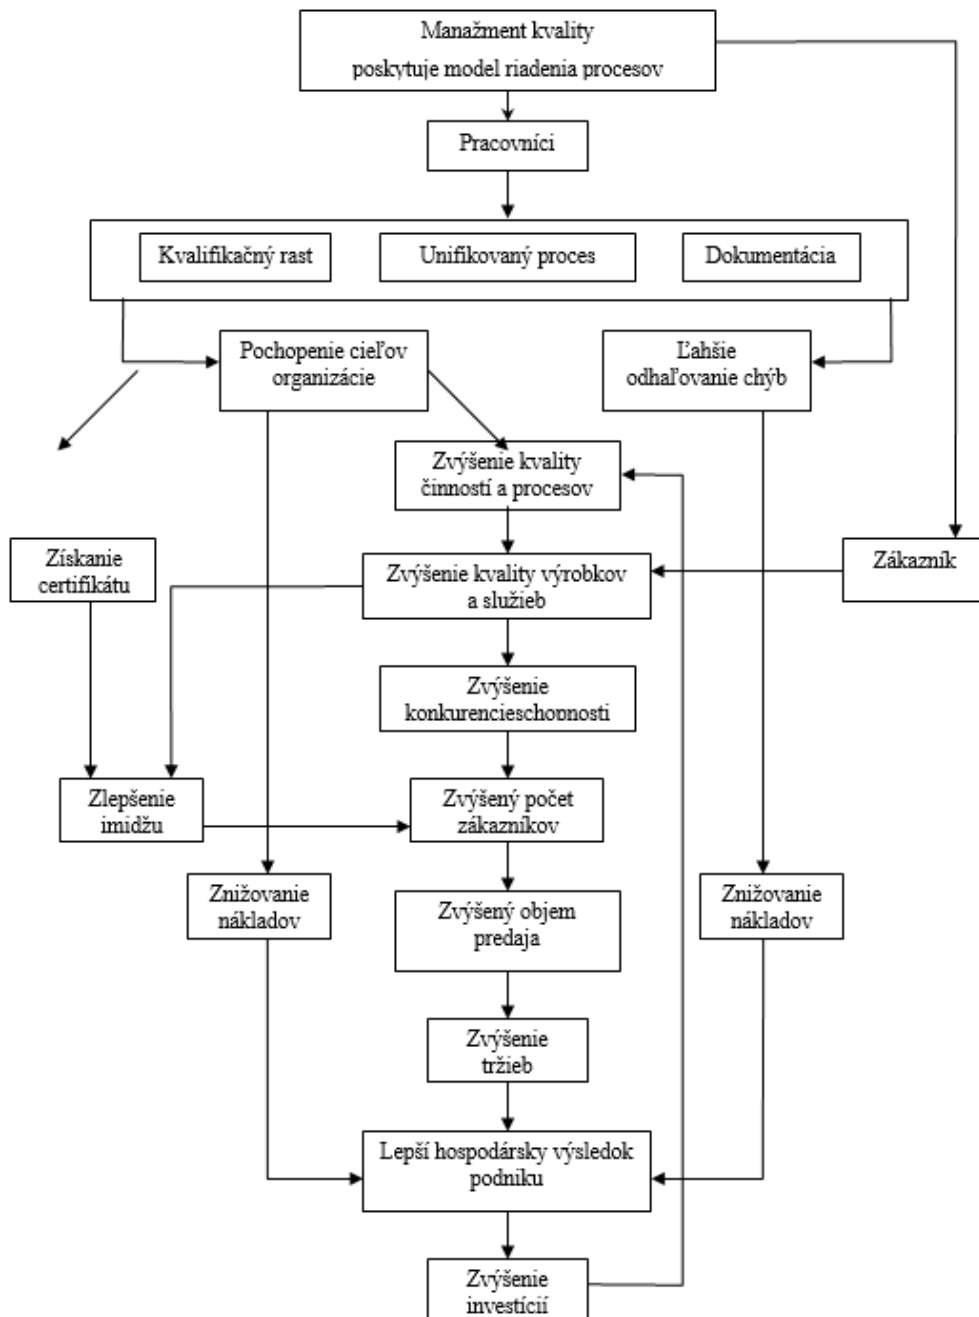 Manažment kvality
poskytuje model riadenia procesov
Pracovníci
Kvalifikačný rast
Unifikovaný proces
Dokumentácia
Pochopenie cieľov
organizácie
Ľahšie
odhaľovanie chýb
Zvýšenie kvality
činností a procesov
Získanie
certifikátu
Zvýšenie kvality výrobkov
a služieb
Zákazník
Zvýšenie
konkurencieschopnosti
Zlepšenie
imidžu
Zvýšený počet
zákazníkov
Znižovanie
nákladov
Zvýšený objem
predaja
Znižovanie
nákladov
Zvýšenie
tržieb
Lepší hospodársky výsledok
podniku
Zvýšenie
investícií